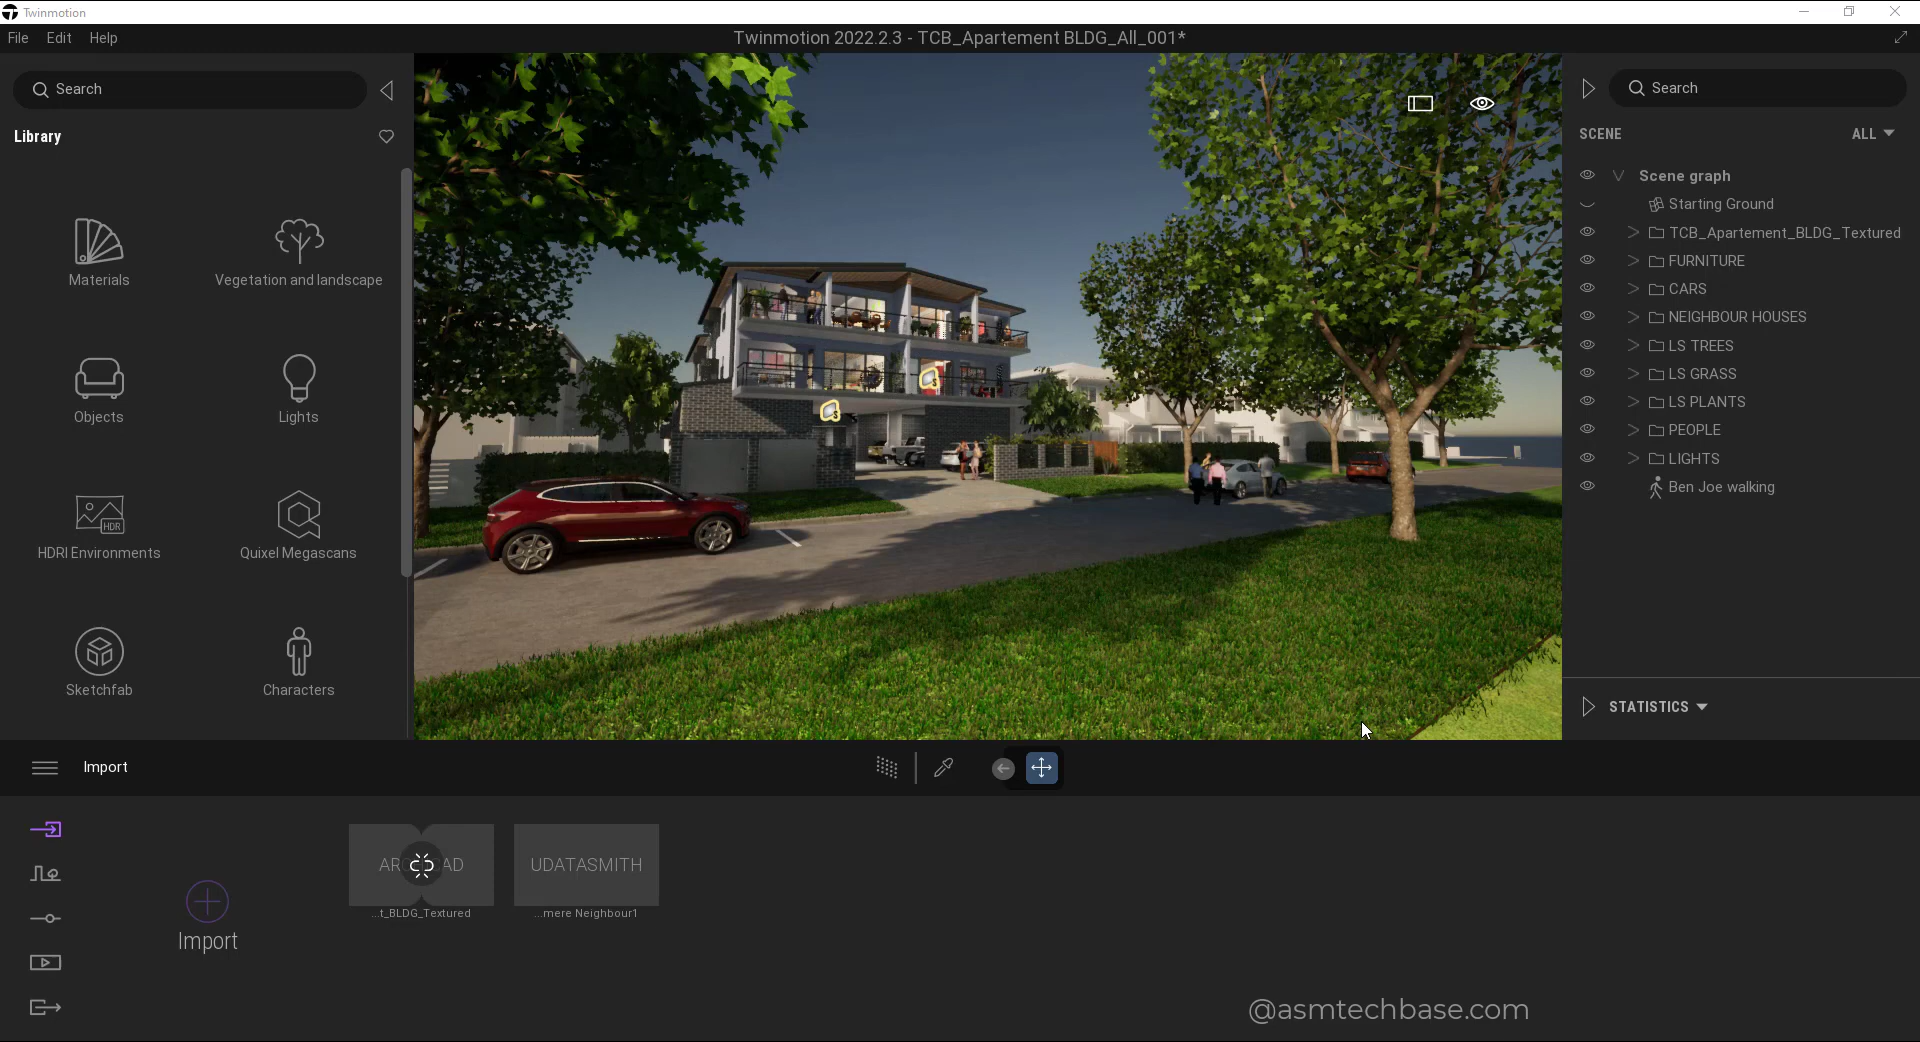 Twinmotion
File Edit Help
Twinmotion 2022.2.3 - TCB_Apartement BLDG_All_001*
Search
Library
Materials
Vegetation and landscape
Objects
Lights
HDR
HDRI Environments
Quixel Megascans
Sketchfab
Characters
Search
SCENE
ALL
Scene graph
Starting Ground
TCB_Apartement_BLDG_Textured
FURNITURE
CARS
NEIGHBOUR HOUSES
LS TREES
LS GRASS
LS PLANTS
PEOPLE
LIGHTS
Ben Joe walking
STATISTICS
Import
Import
...t_BLDG_Textured
UDATASMITH
...mere Neighbour1
@asmtechbase.com